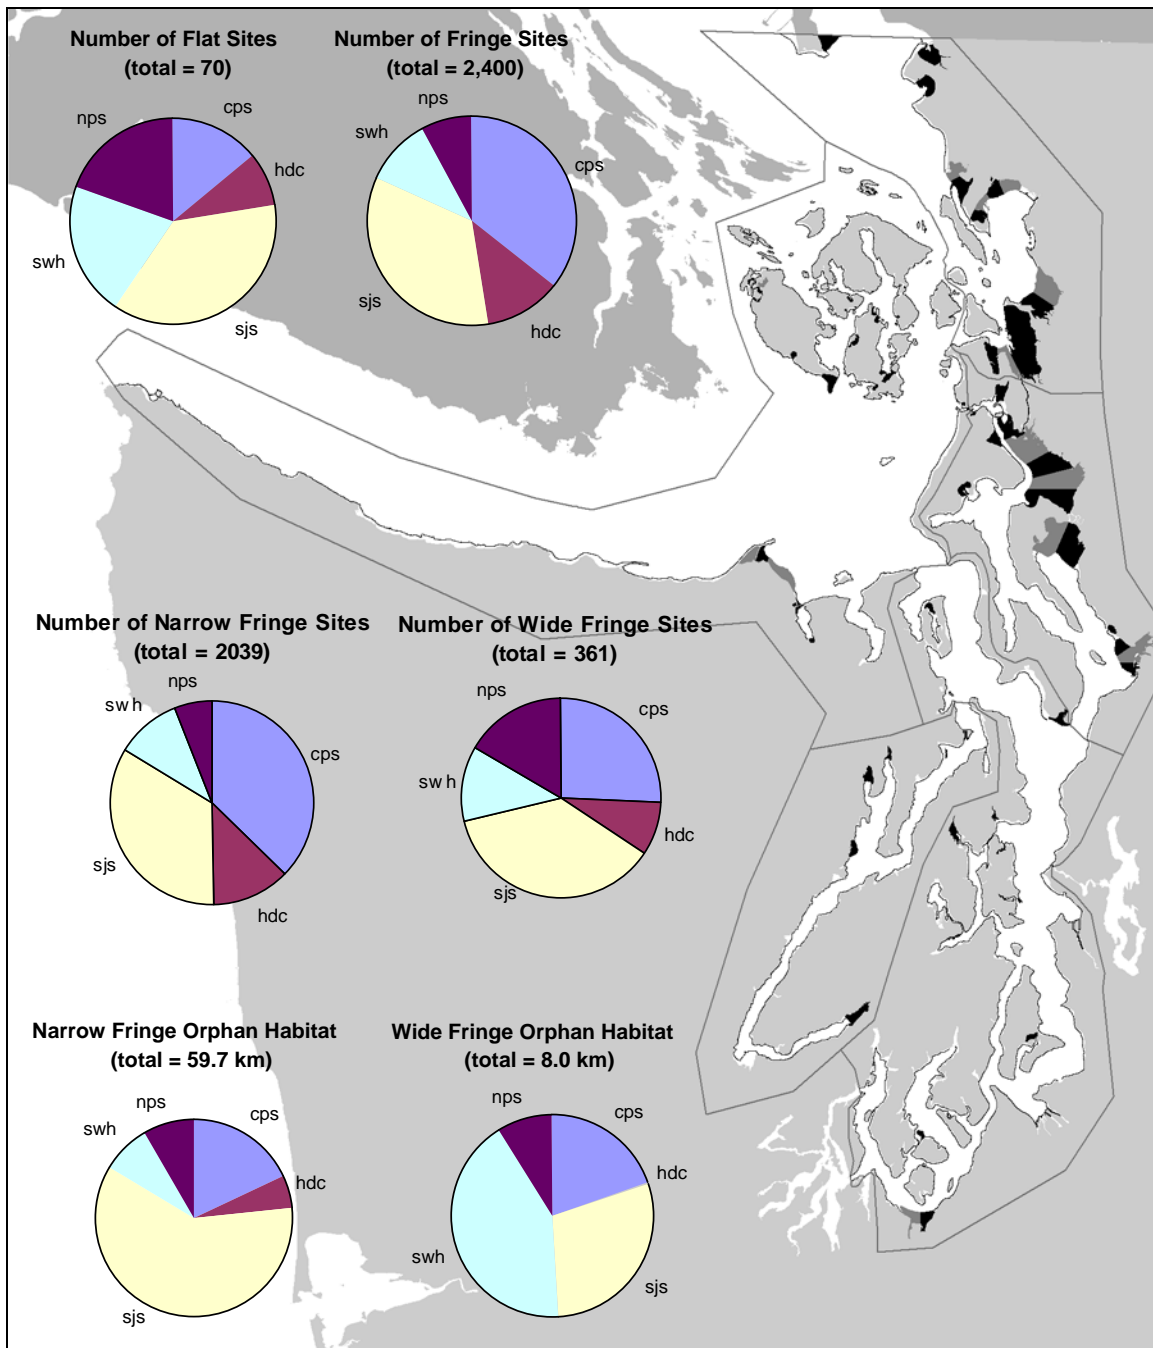 Number of Flat Sites
(total = 70)
nps
cps
hdc
swh
sjs
Number of Fringe Sites
(total = 2,400)
nps
swh
cps
sjs
hdc
Number of Narrow Fringe Sites
(total = 2039)
nps
swh
cps
sjs
hdc
Number of Wide Fringe Sites
(total = 361)
nps
cps
swh
hdc
sjs
Narrow Fringe Orphan Habitat
(total = 59.7 km)
nps
cps
swh
hdc
sjs
Wide Fringe Orphan Habitat
(total = 8.0 km)
nps
cps
hdc
swh
sjs